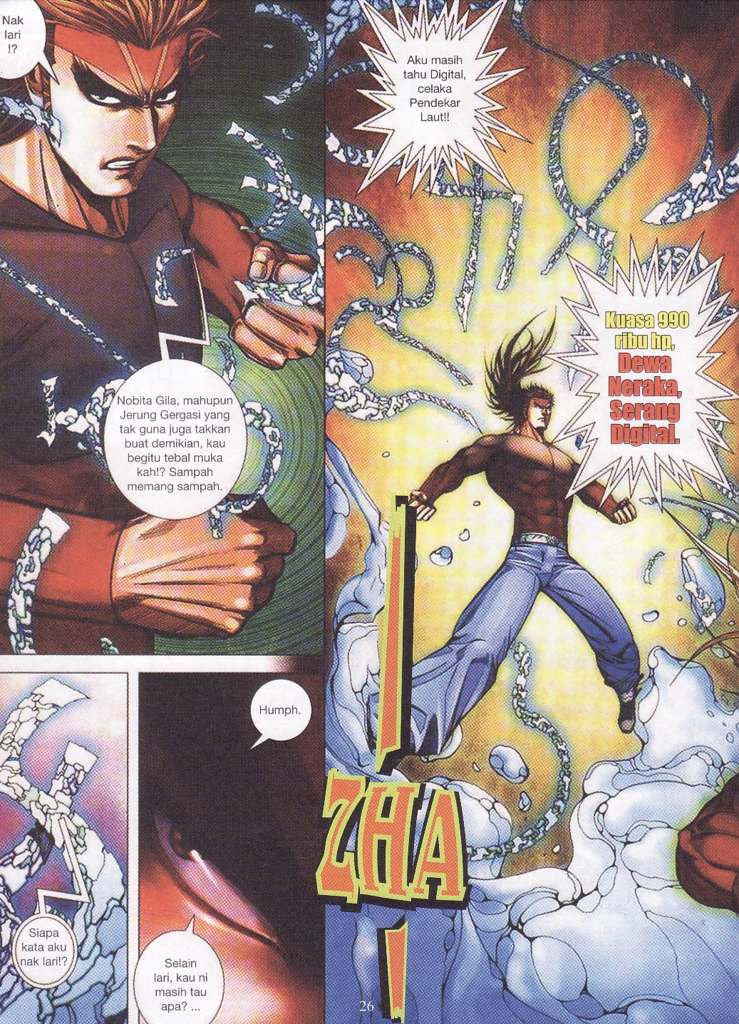 Nak
lari
!?
Nobita Gila, mahupun
Jerung Gergasi yang
tak guna juga takkan
buat demikian, kau
begitu tebal muka
kah!? Sampah
memang sampah.
Siapa
kata aku
nak lari!?
Humph.
Selain
lari, kau ni
masih tau
apa? ...
Aku masih
tahu Digital,
celaka
Pendekar
Laut!!
Kuasa 990
ribu hp,
Dewa
Neraka,
Serang
Digital.
ZHA
26